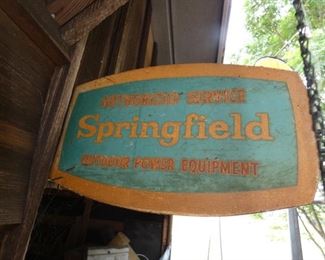 AUTHORIZED SERVICE
Springfield
OUTDOOR POWER EQUIPMENT